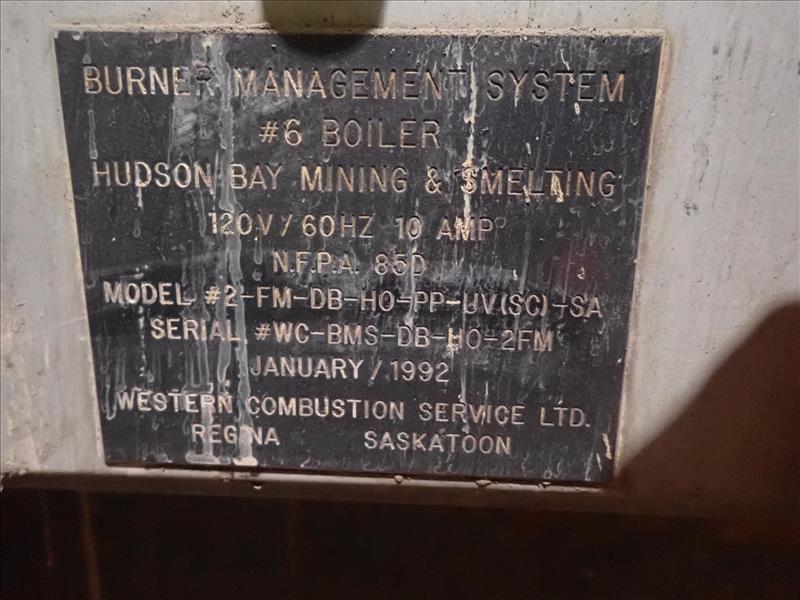 BURNER MANAGEMENT SYSTEM
#6 BOILER
HUDSON BAY MINING & SMELTING
120V/60HZ 10 AMP
N.F.P.A. 85D
MODEL #2-FM-DB-HO-PP-UV(SC)-SA
SERIAL #WC-BMS-DB-HO-2FM
JANUARY/1992
WESTERN COMBUSTION SERVICE LTD.
REGINA SASKATOON